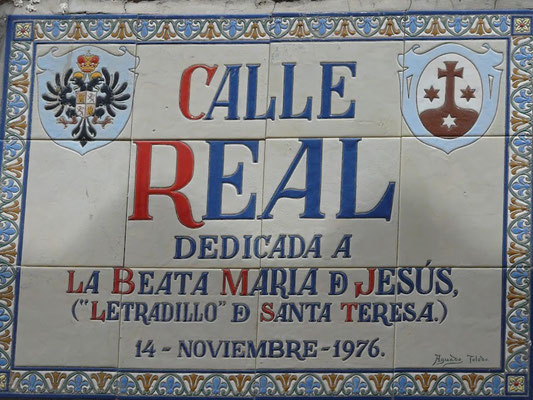 CALLE
REAL
DEDICADA A
LA BEATA MARIA D JESÚS,
("LETRADILLO" D SANTA TERESA.)
14-NOVIEMBRE-1976.